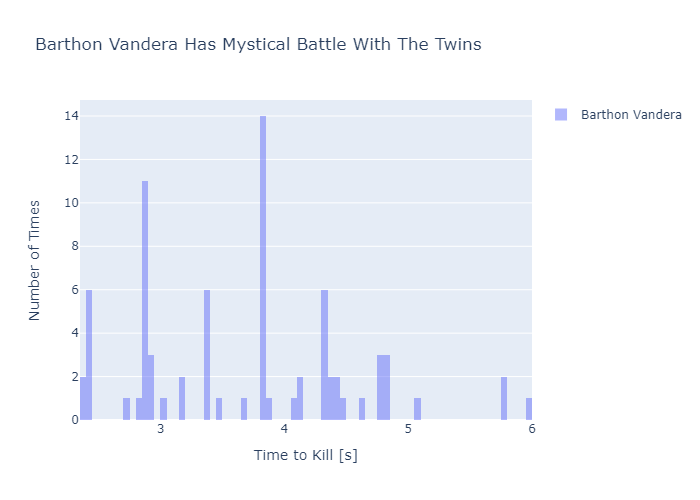 Barthon Vandera Has Mystical Battle With The Twins
Barthon Vandera
14
12
10
8
6
4
2
0
Number of Times
3 4 5 6
Time to Kill [s]